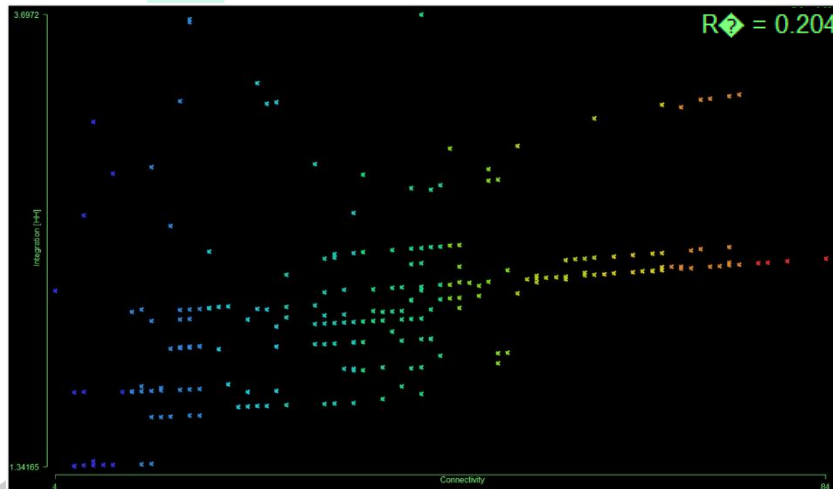 3.6972
R� = 0.204
Integration [HH]
1.34165
Connectivity
4
84